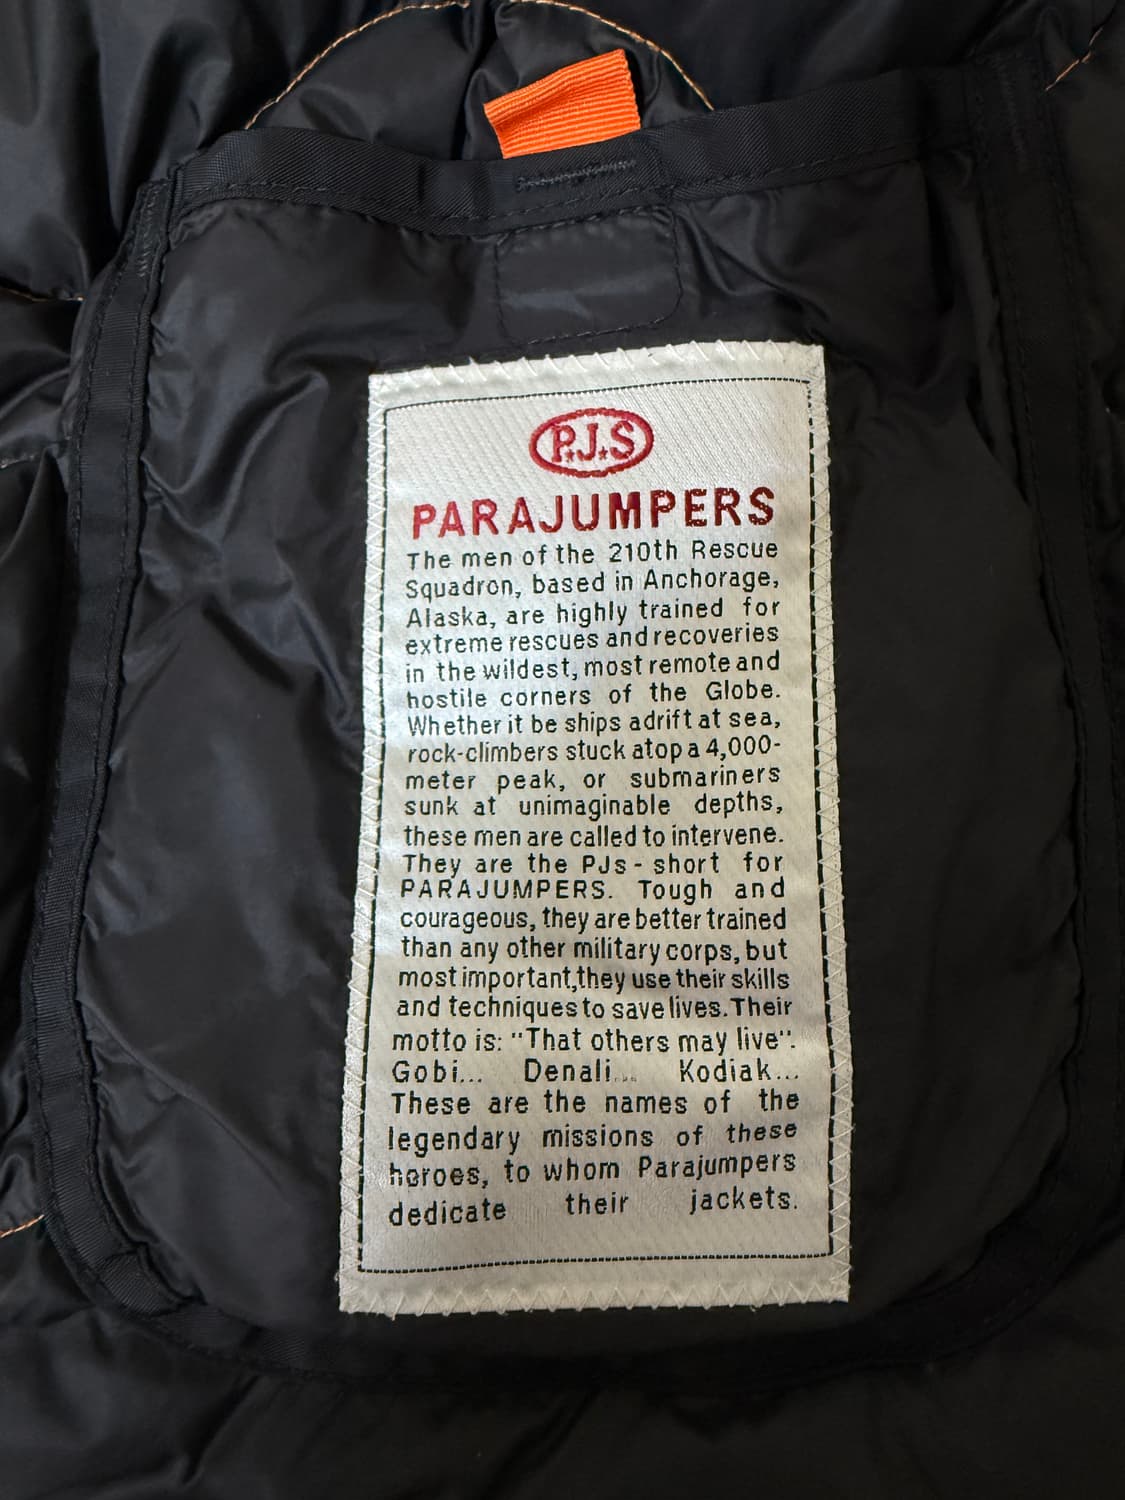 P.J.S
PARAJUMPERS
The men of the 210th Rescue
Squadron, based in Anchorage,
Alaska, are highly trained for
extreme rescues and recoveries
in the wildest, most remote and
hostile corners of the Globe.
Whether it be ships adrift at sea,
rock-climbers stuck atop a 4,000-
meter peak, or submariners
sunk at unimaginable depths,
these men are called to intervene.
They are the PJs - short for
PARAJUMPERS. Tough and
courageous, they are better trained
than any other military corps, but
most important,they use their skills
and techniques to save lives. Their
motto is: "That others may live".
Gobi... Denali... Kodiak...
These are the names of the
legendary missions of these
heroes, to whom Parajumpers
dedicate their jackets.